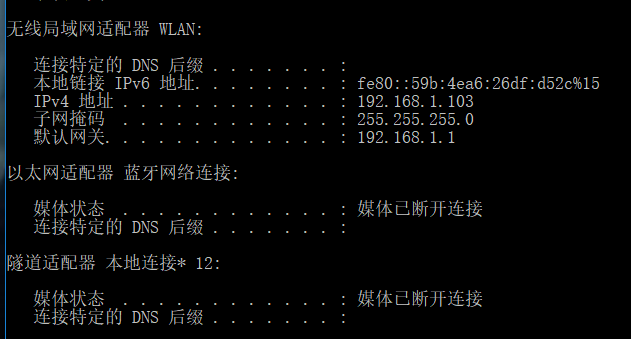 无线局域网适配器 WLAN:
连接特定的 DNS 后缀 . . . . . . . :
本地链接 IPv6 地址. . . . . . . . : fe80::59b:4ea6:26df:d52c%15
IPv4 地址 . . . . . . . . . . . . : 192.168.1.103
子网掩码  . . . . . . . . . . . . : 255.255.255.0
默认网关. . . . . . . . . . . . . : 192.168.1.1
以太网适配器 蓝牙网络连接:
媒体状态  . . . . . . . . . . . . : 媒体已断开连接
连接特定的 DNS 后缀 . . . . . . . :
隧道适配器 本地连接* 12:
媒体状态  . . . . . . . . . . . . : 媒体已断开连接
连接特定的 DNS 后缀 . . . . . . . :